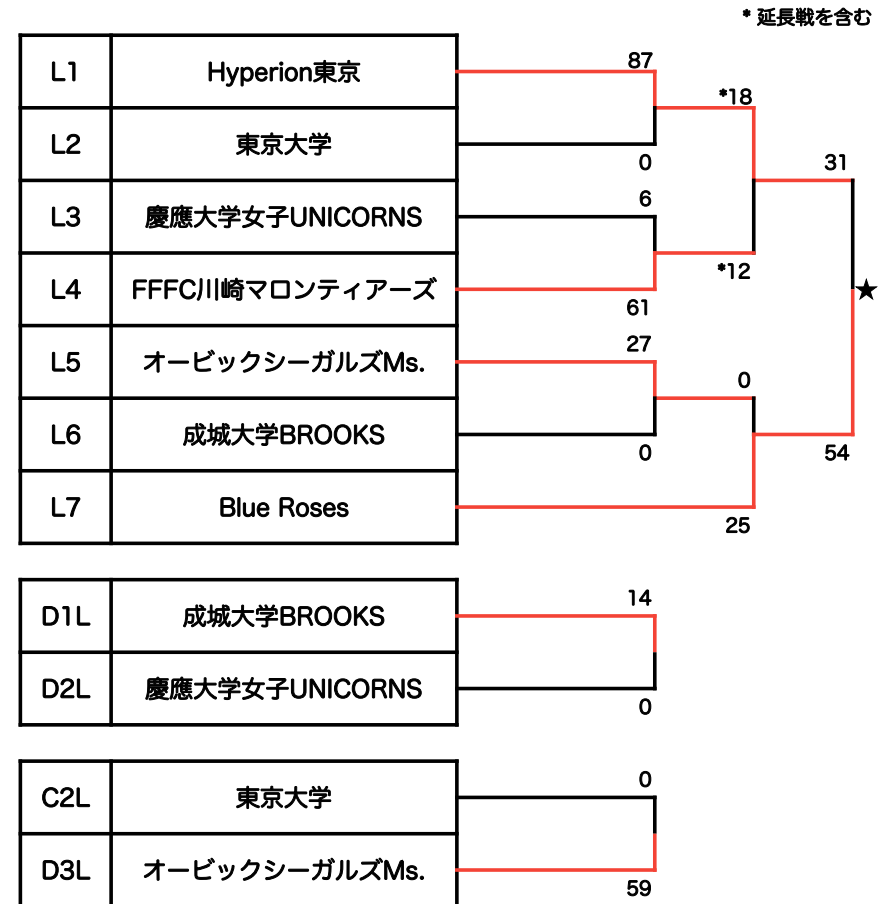 * 延長戦を含む
L1 Hyperion東京 87
*18
L2 東京大学 0
31
L3 慶應大学女子UNICORNS 6
*12
L4 FFFC川崎マロンティアーズ 61
★
L5 オービックシーガルズMs. 27
0
L6 成城大学BROOKS 0
54
L7 Blue Roses 25
D1L 成城大学BROOKS 14
D2L 慶應大学女子UNICORNS 0
C2L 東京大学 0
D3L オービックシーガルズMs. 59